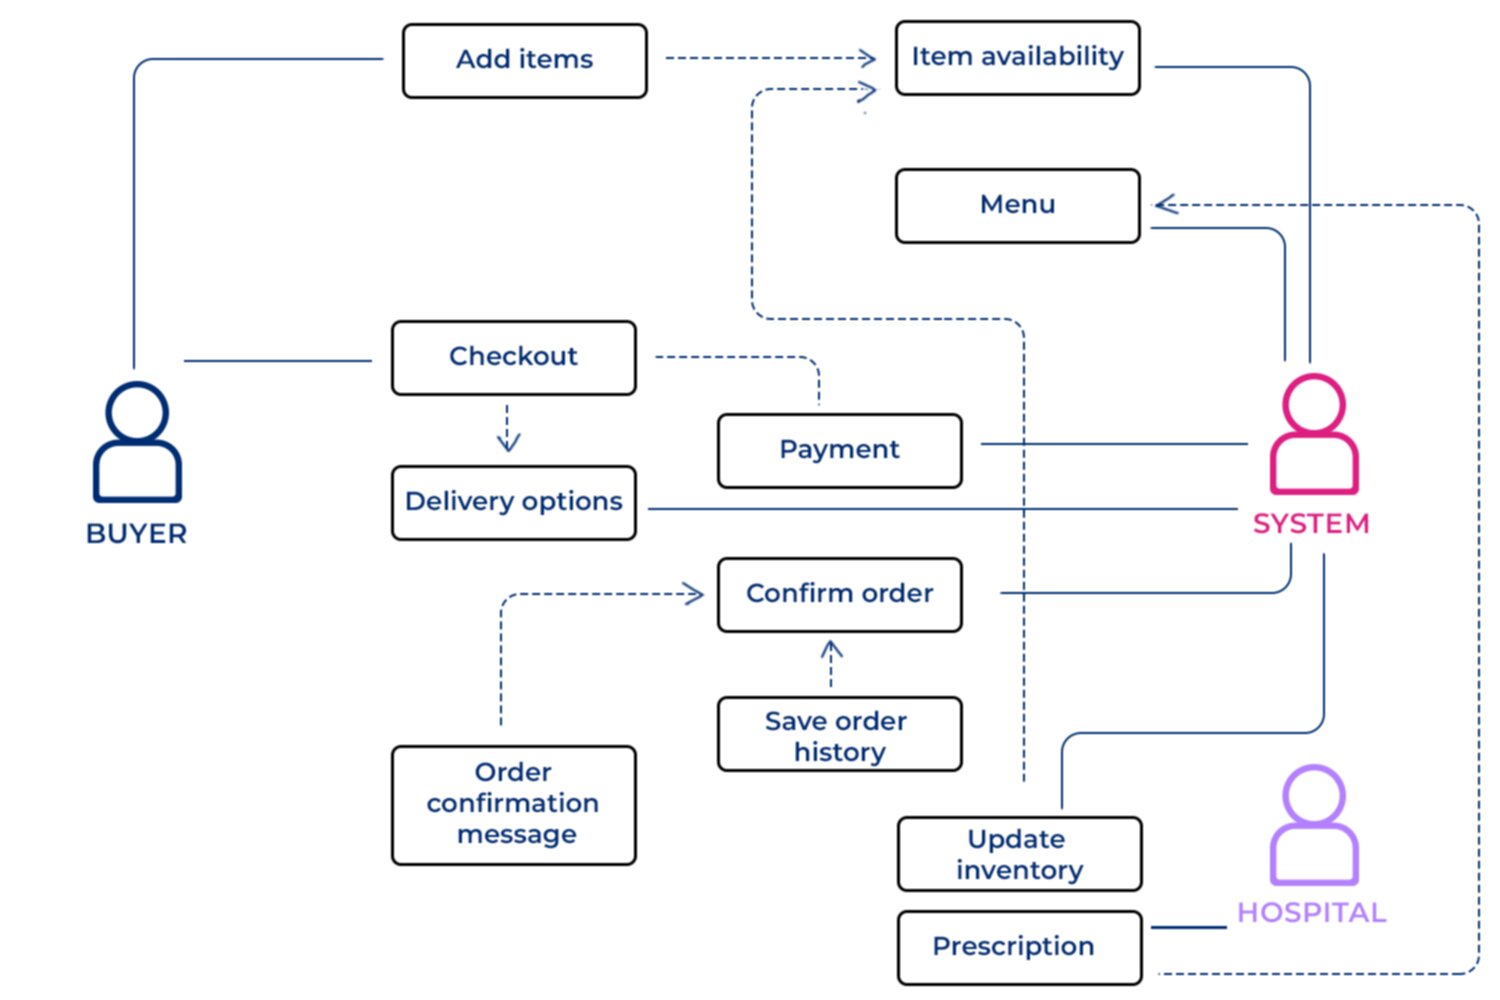 Add items
Item availability
Menu
Checkout
Payment
Delivery options
BUYER
SYSTEM
Confirm order
Save order
history
Order
confirmation
message
Update
inventory
HOSPITAL
Prescription